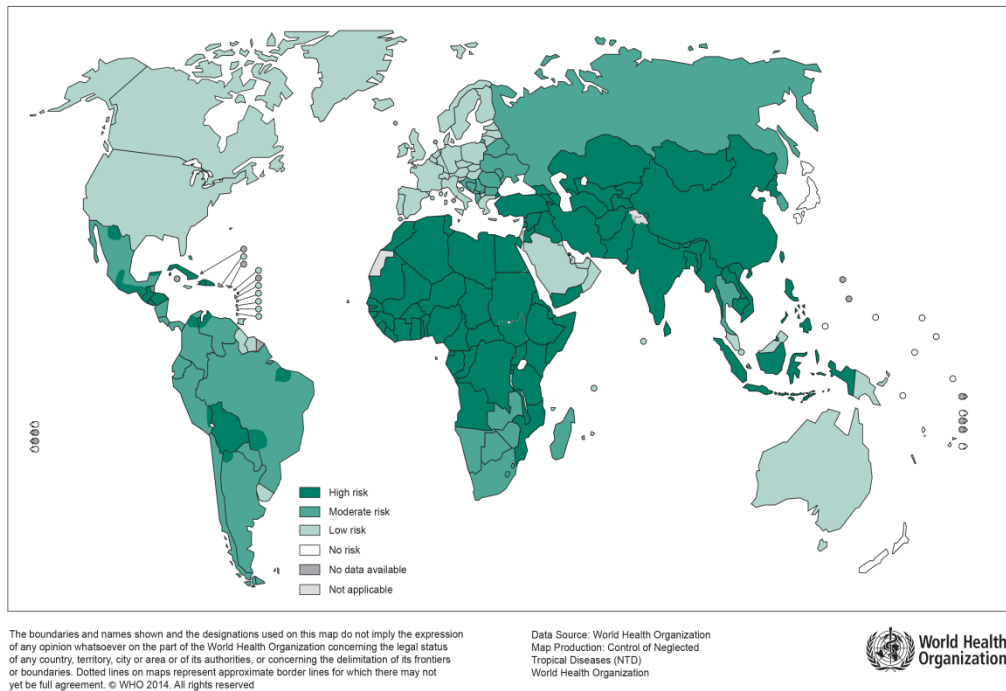 High risk
Moderate risk
Low risk
No risk
No data available
Not applicable
The boundaries and names shown and the designations used on this map do not imply the expression
of any opinion whatsoever on the part of the World Health Organization concerning the legal status
of any country, territory, city or area or of its authorities, or concerning the delimitation of its frontiers
or boundaries. Dotted lines on maps represent approximate border lines for which there may not
yet be full agreement. © WHO 2014. All rights reserved
Data Source: World Health Organization
Map Production: Control of Neglected
Tropical Diseases (NTD)
World Health Organization
World Health
Organization